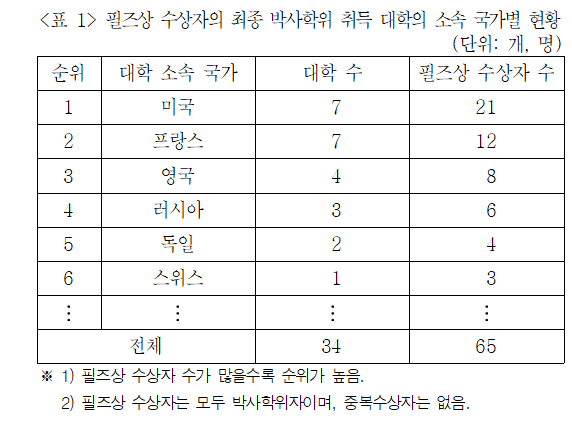 <표 1> 필즈상 수상자의 최종 박사학위 취득 대학의 소속 국가별 현황
(단위: 개, 명)
순위 대학 소속 국가 대학 수 필즈상 수상자 수
1 미국 7 21
2 프랑스 7 12
3 영국 4 8
4 러시아 3 6
5 독일 2 4
6 스위스 1 3
⋮ ⋮ ⋮ ⋮
전체 34 65
※ 1) 필즈상 수상자 수가 많을수록 순위가 높음.
2) 필즈상 수상자는 모두 박사학위자이며, 중복수상자는 없음.